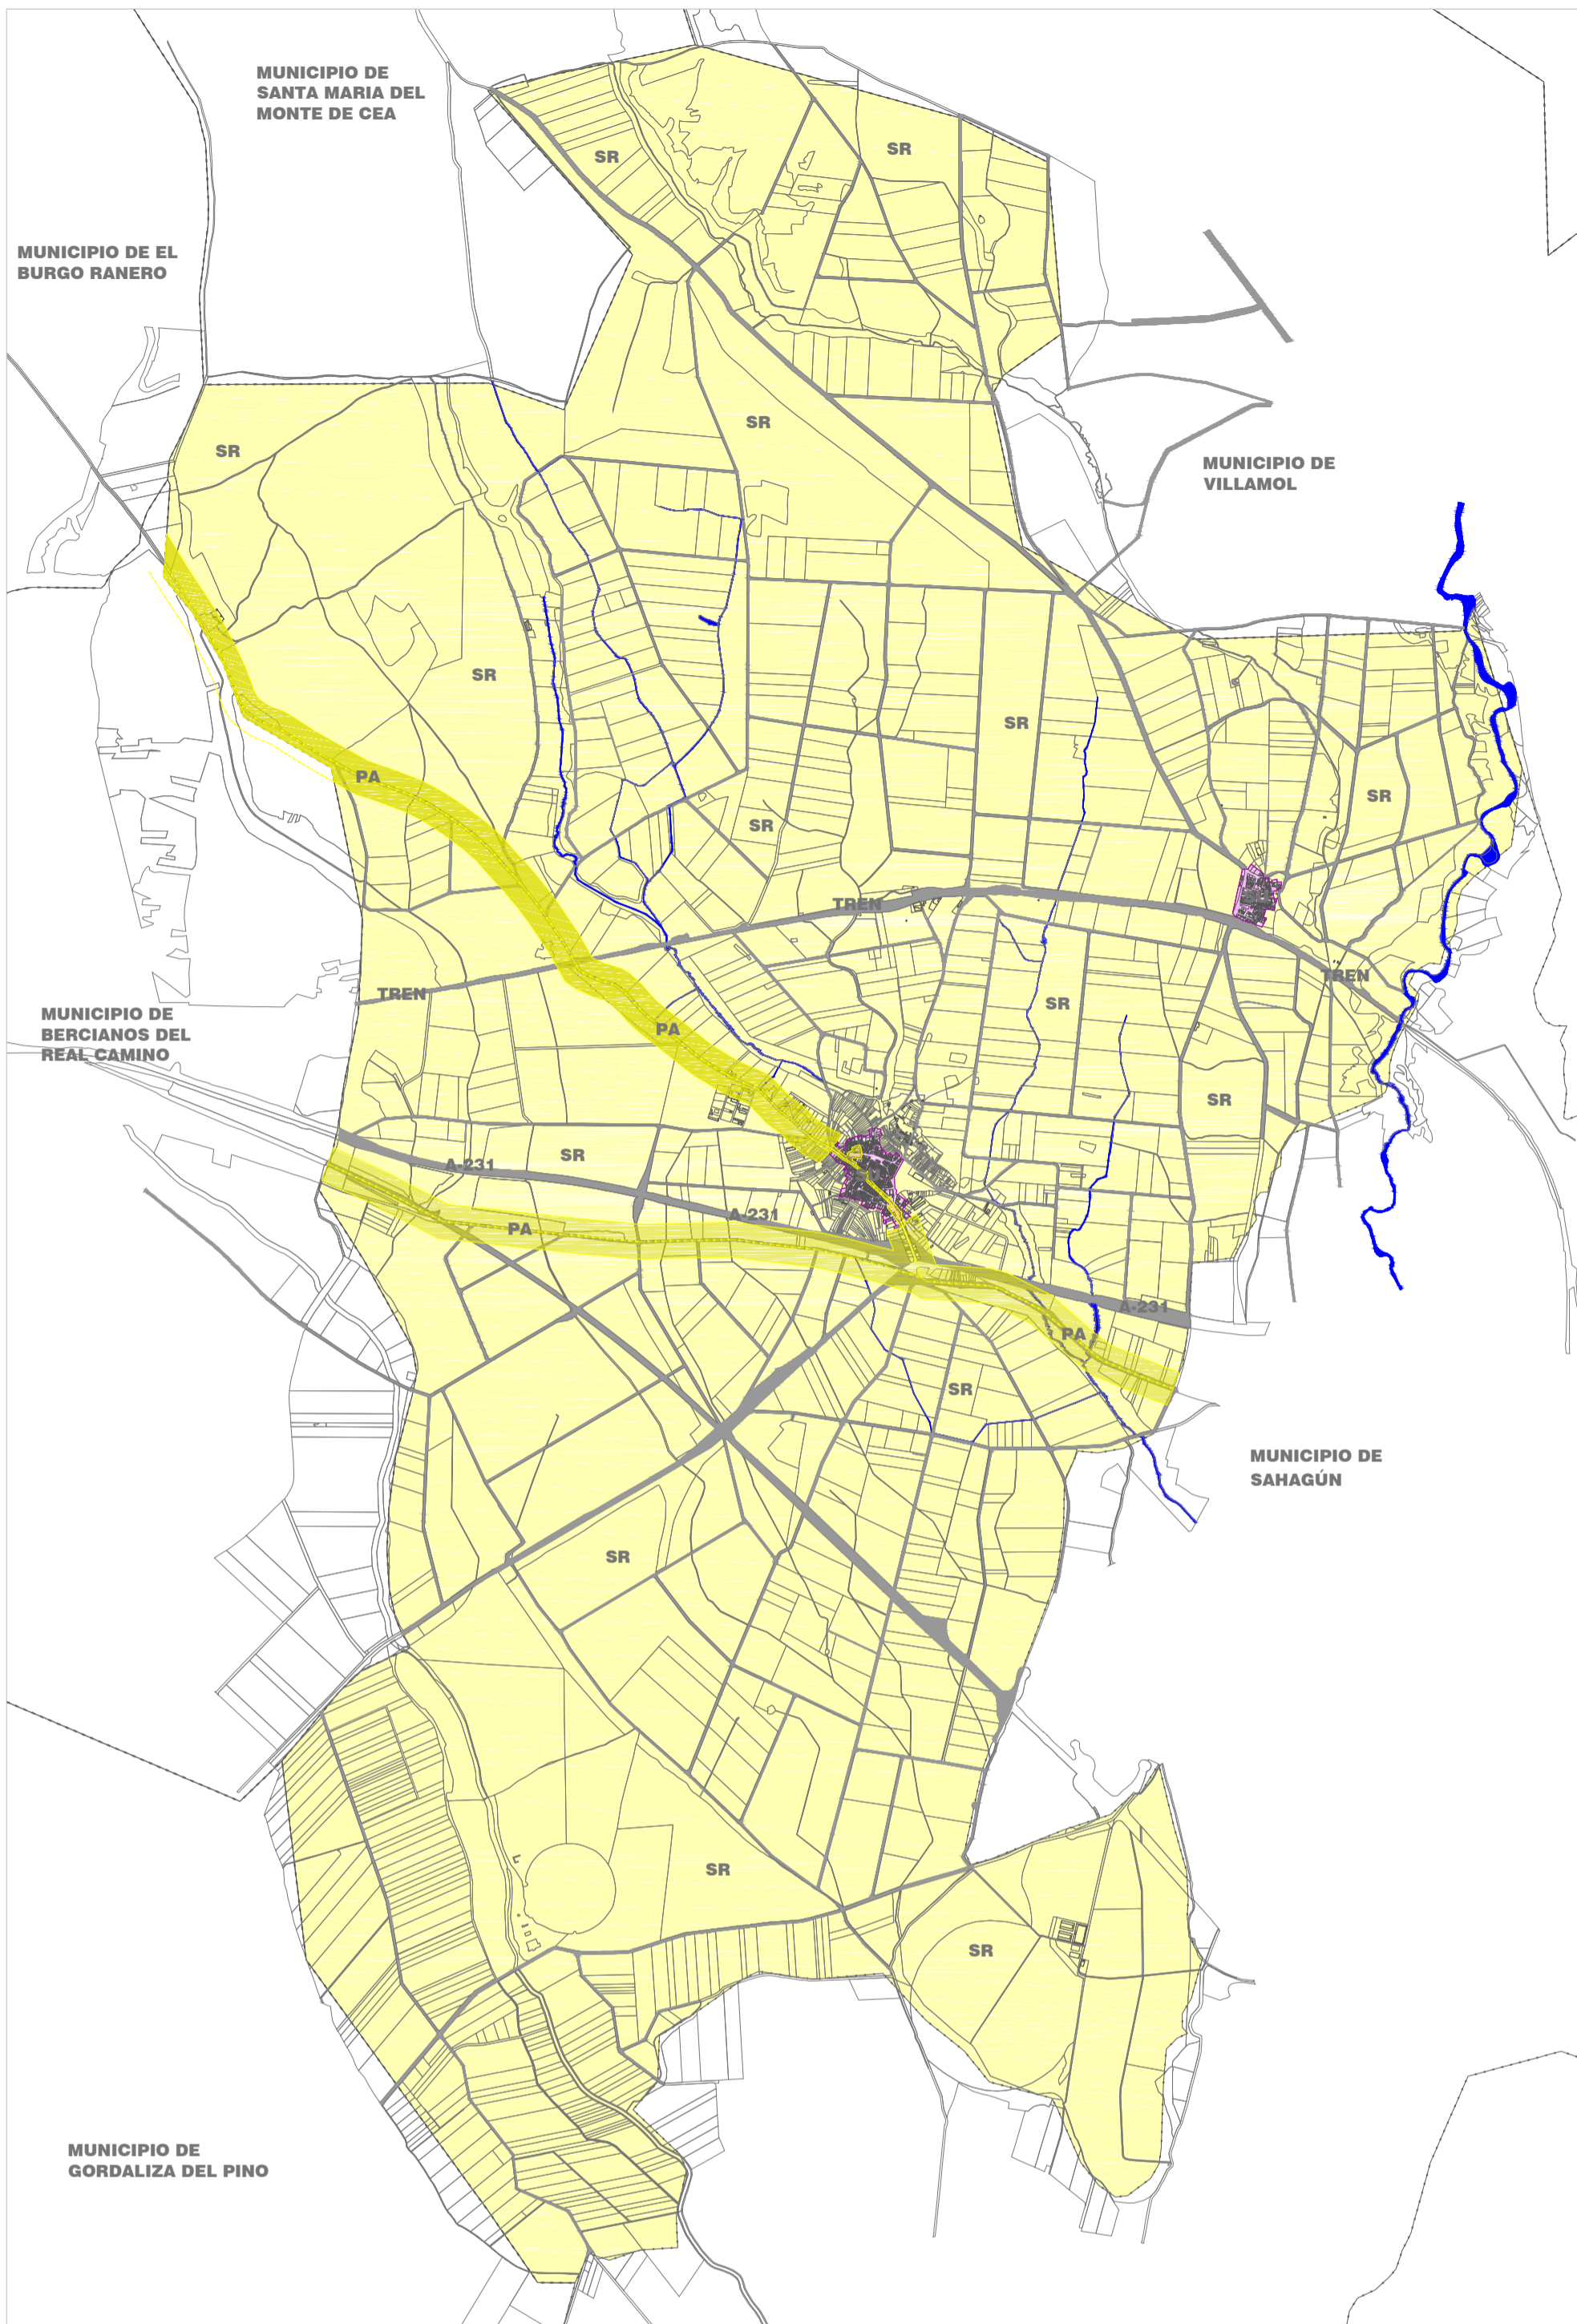 MUNICIPIO DE
SANTA MARIA DEL
MONTE DE CEA
SR
SR
MUNICIPIO DE EL
BURGO RANERO
SR
SR
MUNICIPIO DE
VILLAMOL
SR
SR
PA
SR
SR
TREN
TREN
TREN
SR
MUNICIPIO DE
BERCIANOS DEL
REAL CAMINO
PA
SR
SR
A-231
A-231
PA
A-231
PA
SR
MUNICIPIO DE
SAHAGÚN
SR
SR
SR
MUNICIPIO DE
GORDALIZA DEL PINO